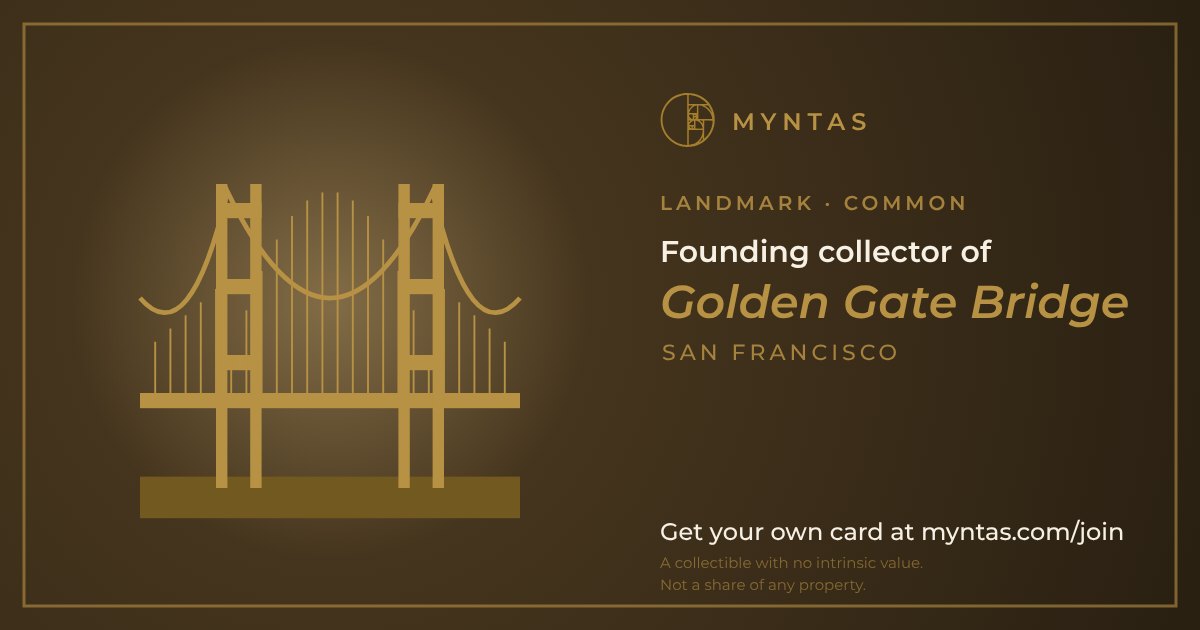 MYNTAS
LANDMARK · COMMON
Founding collector of
Golden Gate Bridge
SAN FRANCISCO
Get your own card at myntas.com/join
A collectible with no intrinsic value.
Not a share of any property.